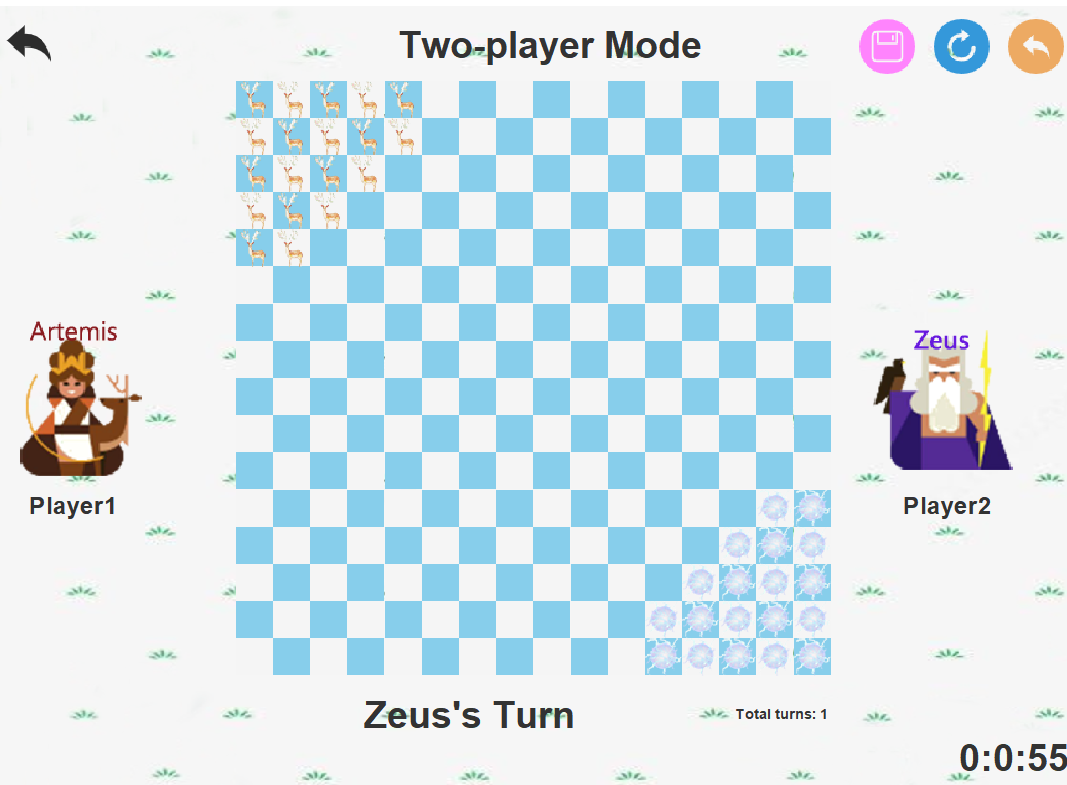 Two-player Mode
Artemis
Zeus
Player1
Player2
Zeus's Turn
Total turns: 1
0:0:55